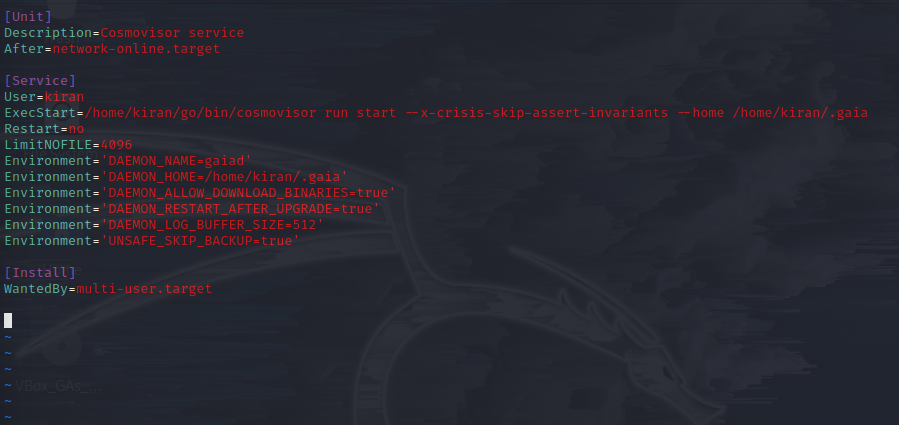 [Unit]
Description=Cosmovisor service
After=network-online.target
[Service]
User=kiran
ExecStart=/home/kiran/go/bin/cosmovisor run start --x-crisis-skip-assert-invariants --home /home/kiran/.gaia
Restart=no
LimitNOFILE=4096
Environment='DAEMON_NAME=gaiad'
Environment='DAEMON_HOME=/home/kiran/.gaia'
Environment='DAEMON_ALLOW_DOWNLOAD_BINARIES=true'
Environment='DAEMON_RESTART_AFTER_UPGRADE=true'
Environment='DAEMON_LOG_BUFFER_SIZE=512'
Environment='UNSAFE_SKIP_BACKUP=true'
[Install]
WantedBy=multi-user.target
~
~
~
~ VBox_GAs_...
~
~